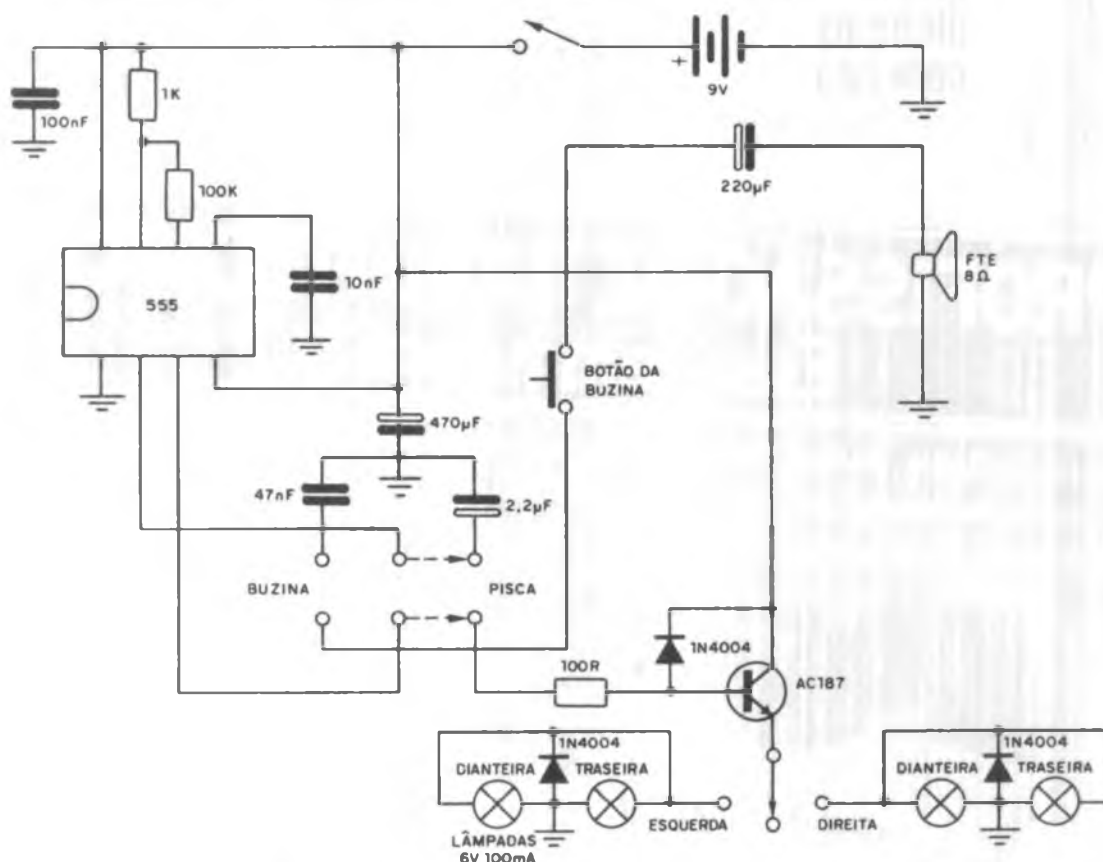 100nF
1K
+
9V
100K
220µF
FTE
8Ω
555
10nF
BOTÃO DA
BUZINA
470µF
47nF
2,2µF
BUZINA
PISCA
1N4004
100R
AC187
1N4004
DIANTEIRA
TRASEIRA
LÂMPADAS
6V 100mA
ESQUERDA
DIREITA
1N4004
DIANTEIRA
TRASEIRA